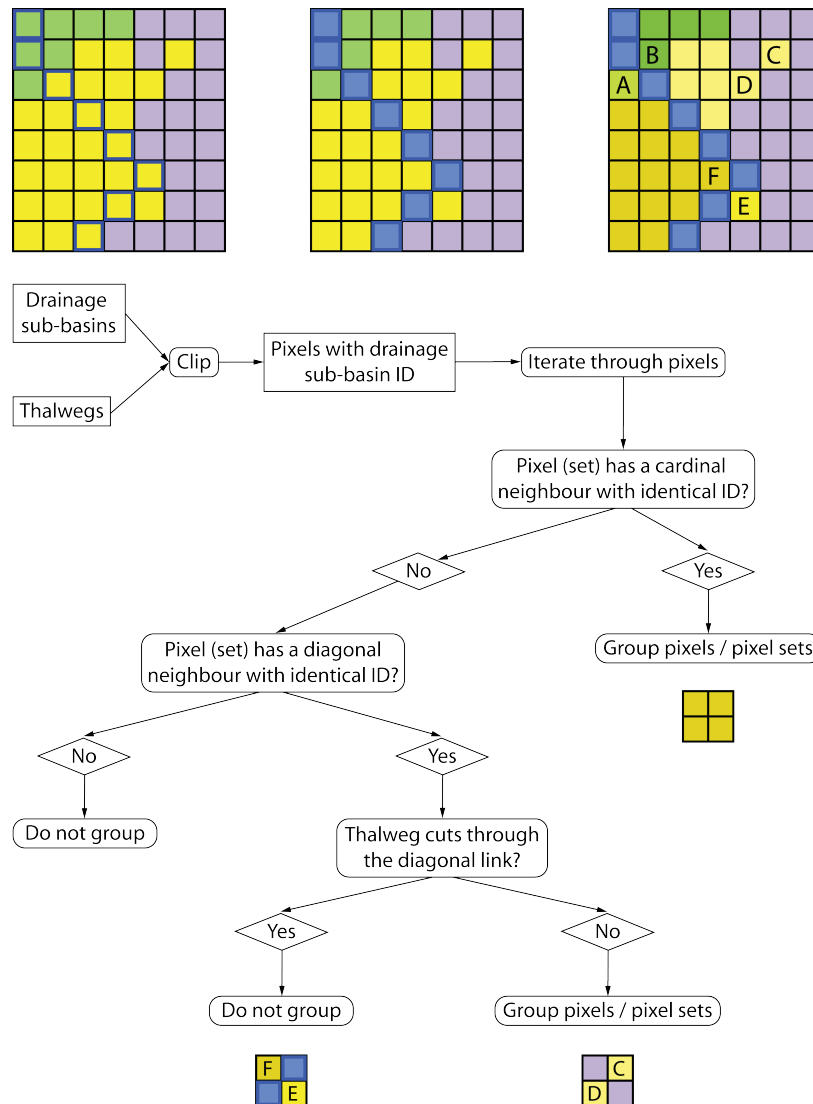 B
C
A
D
F
E
Drainage
sub-basins
Clip
Pixels with drainage
sub-basin ID
Iterate through pixels
Thalwegs
Pixel (set) has a cardinal
neighbour with identical ID?
No
Yes
Pixel (set) has a diagonal
neighbour with identical ID?
Group pixels / pixel sets
No
Yes
Do not group
Thalweg cuts through
the diagonal link?
Yes
No
Do not group
Group pixels / pixel sets
F
E
C
D